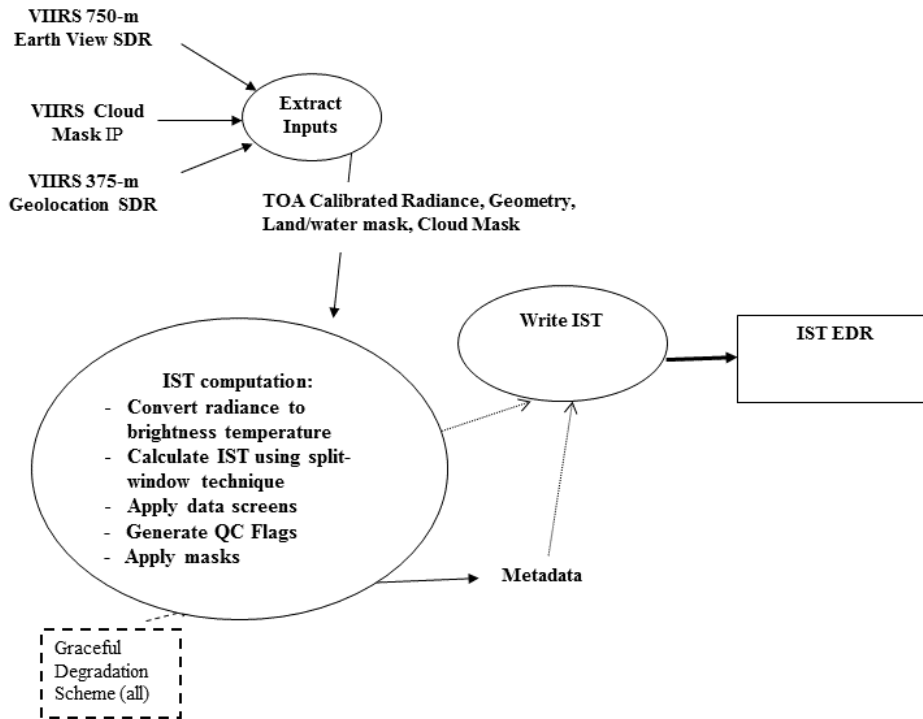 VIIRS 750-m
Earth View SDR
VIIRS Cloud
Mask IP
VIIRS 375-m
Geolocation SDR
Extract
Inputs
TOA Calibrated Radiance, Geometry,
Land/water mask, Cloud Mask
IST computation:
- Convert radiance to
brightness temperature
- Calculate IST using split-
window technique
- Apply data screens
- Generate QC Flags
- Apply masks
Write IST
IST EDR
Metadata
Graceful
Degradation
Scheme (all)